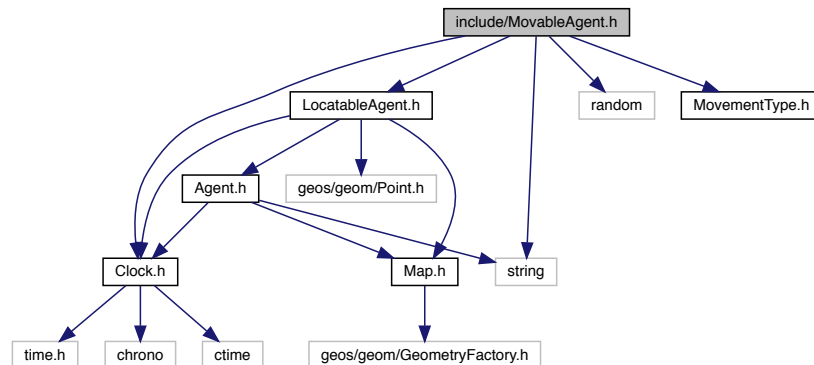 include/MovableAgent.h
LocatableAgent.h
random
MovementType.h
Agent.h
geos/geom/Point.h
Clock.h
Map.h
string
time.h
chrono
ctime
geos/geom/GeometryFactory.h